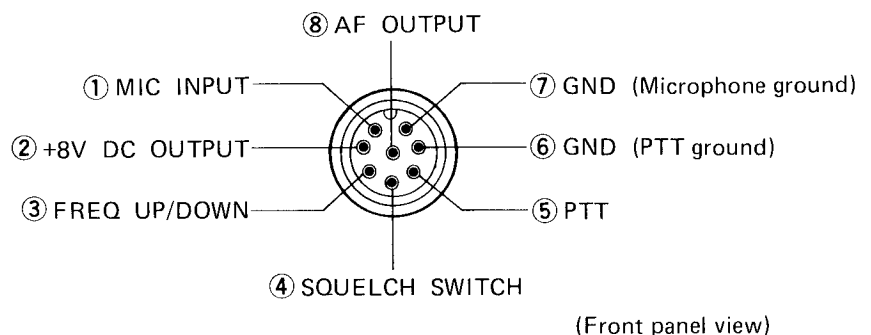 ⑧ AF OUTPUT
① MIC INPUT
⑦ GND (Microphone ground)
② +8V DC OUTPUT
⑥ GND (PTT ground)
③ FREQ UP/DOWN
⑤ PTT
④ SQUELCH SWITCH
(Front panel view)